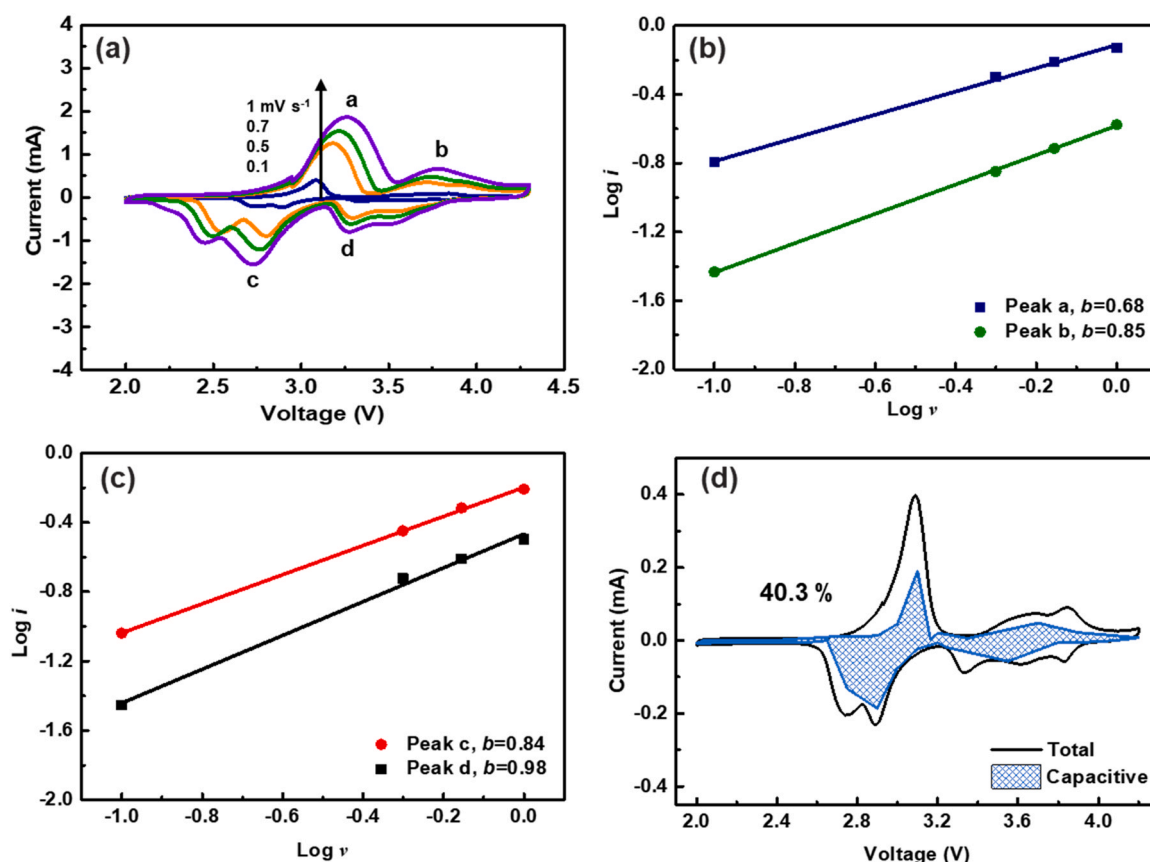 (a)
4
3
2
1
0
-1
-2
-3
-4
Current (mA)
1 mV s⁻¹
0.7
0.5
0.1
a
b
c
d
2.0 2.5 3.0 3.5 4.0 4.5
Voltage (V)
(b)
0.0
-0.4
-0.8
-1.2
-1.6
-2.0
Log i
Peak a, b=0.68
Peak b, b=0.85
-1.0 -0.8 -0.6 -0.4 -0.2 0.0
Log v
(c)
0.0
-0.4
-0.8
-1.2
-1.6
-2.0
Log i
Peak c, b=0.84
Peak d, b=0.98
-1.0 -0.8 -0.6 -0.4 -0.2 0.0
Log v
(d)
0.4
0.2
0.0
-0.2
-0.4
Current (mA)
40.3 %
Total
Capacitive
2.0 2.4 2.8 3.2 3.6 4.0
Voltage (V)